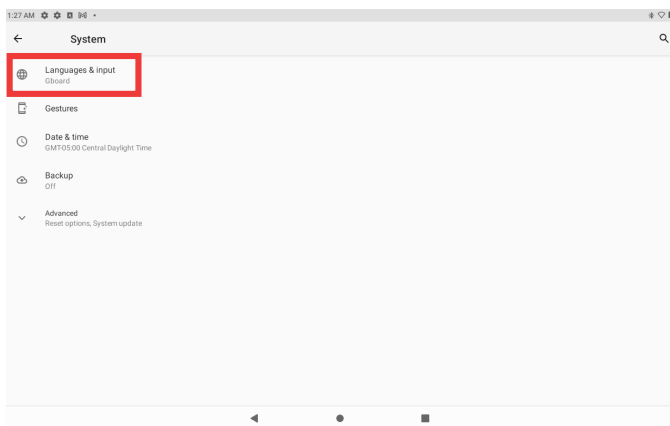 1:27 AM
System
Languages & input
Gboard
Gestures
Date & time
GMT-05:00 Central Daylight Time
Backup
Off
Advanced
Reset options, System update